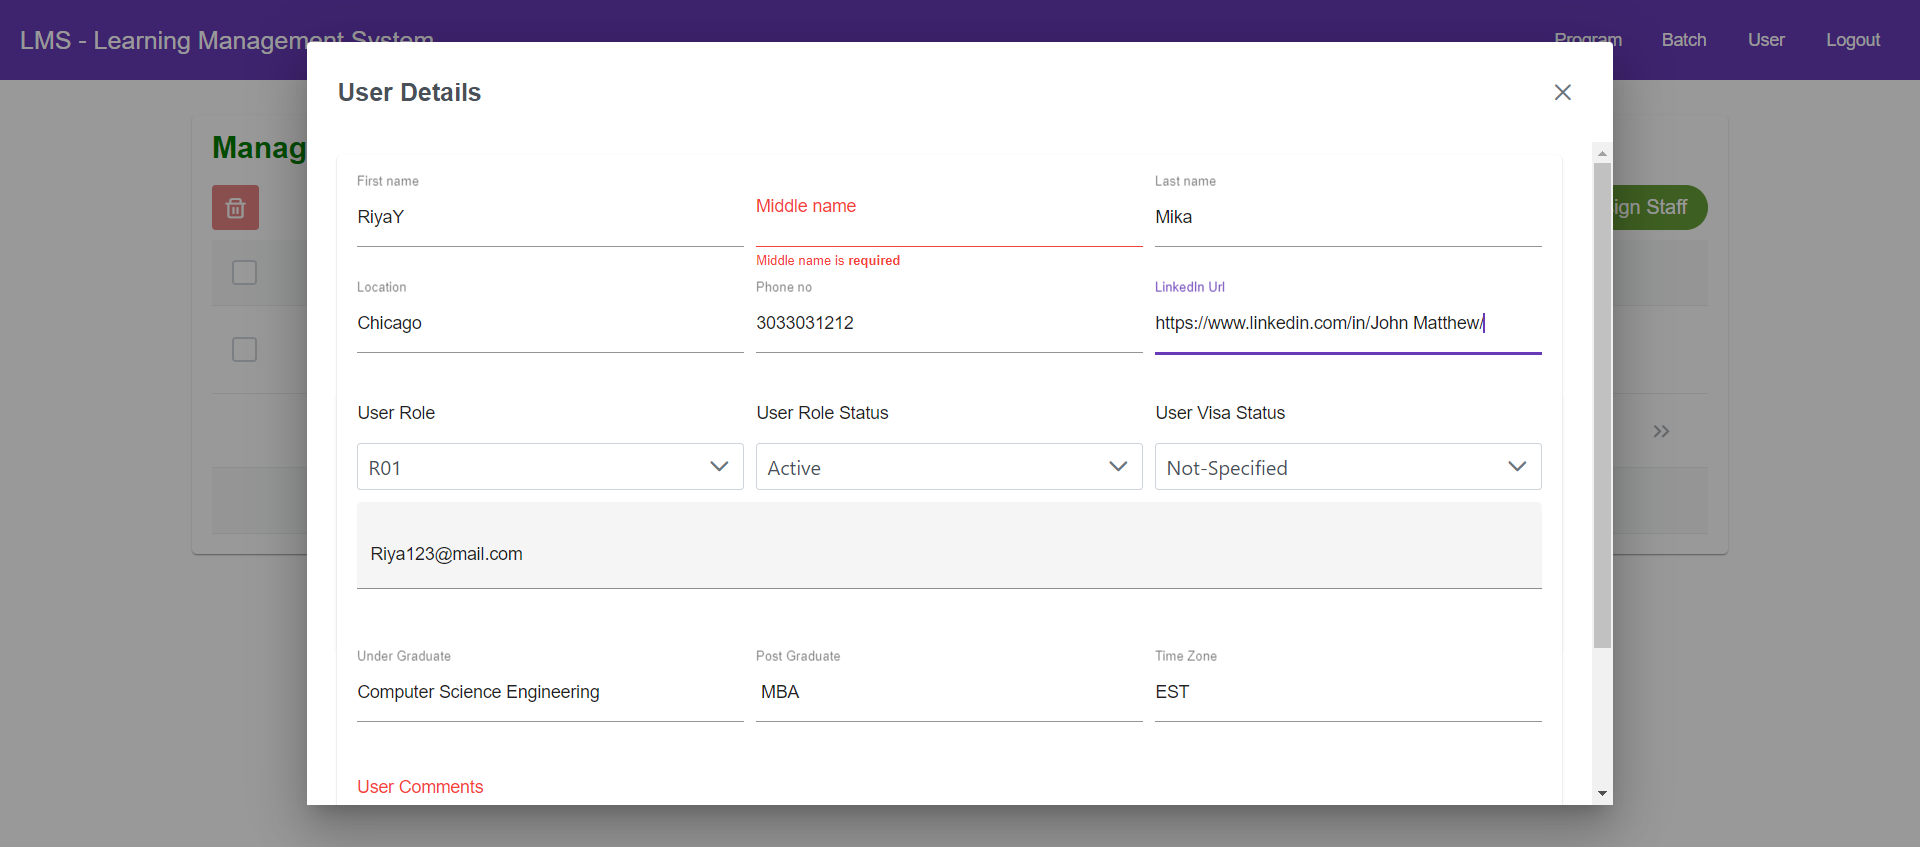 LMS - Learning Management System
Program Batch User Logout
User Details
Manag
ign Staff
First name
RiyaY
Middle name
Middle name is required
Last name
Mika
Location
Chicago
Phone no
3033031212
LinkedIn Url
https://www.linkedin.com/in/John Matthew/
User Role
R01
User Role Status
Active
User Visa Status
Not-Specified
Riya123@mail.com
Under Graduate
Computer Science Engineering
Post Graduate
MBA
Time Zone
EST
User Comments